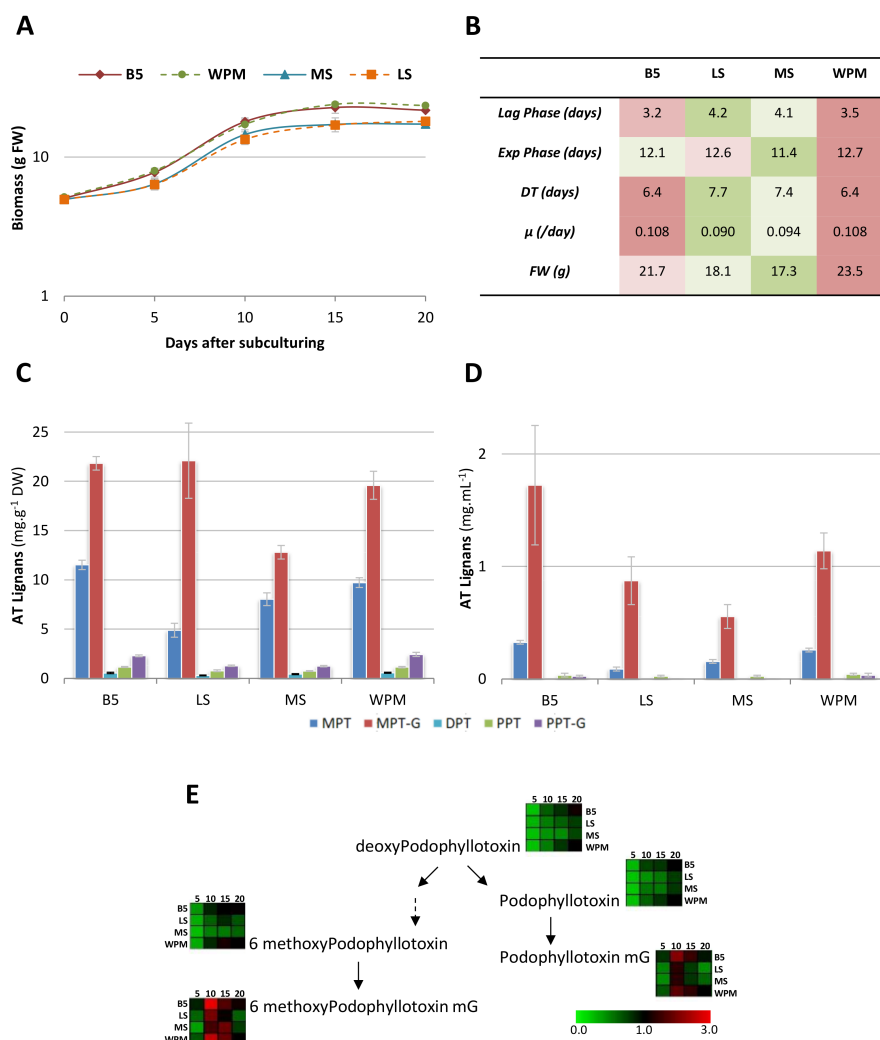 A
B5 WPM MS LS
Biomass (g FW)
10
1
0 5 10 15 20
Days after subculturing
B
B5 LS MS WPM
Lag Phase (days) 3.2 4.2 4.1 3.5
Exp Phase (days) 12.1 12.6 11.4 12.7
DT (days) 6.4 7.7 7.4 6.4
μ (/day) 0.108 0.090 0.094 0.108
FW (g) 21.7 18.1 17.3 23.5
C
AT Lignans (mg.g-1 DW)
25
20
15
10
5
0
B5 LS MS WPM
D
AT Lignans (mg.mL-1)
2
1
0
B5 LS MS WPM
MPT MPT-G DPT PPT PPT-G
E
5 10 15 20
B5
LS
MS
WPM
deoxyPodophyllotoxin
5 10 15 20
B5
LS
MS
WPM
Podophyllotoxin
5 10 15 20
B5
LS
MS
WPM
6 methoxyPodophyllotoxin
Podophyllotoxin mG
5 10 15 20
B5
LS
MS
WPM
5 10 15 20
B5
LS
MS
WPM
6 methoxyPodophyllotoxin mG
0.0 1.0 3.0